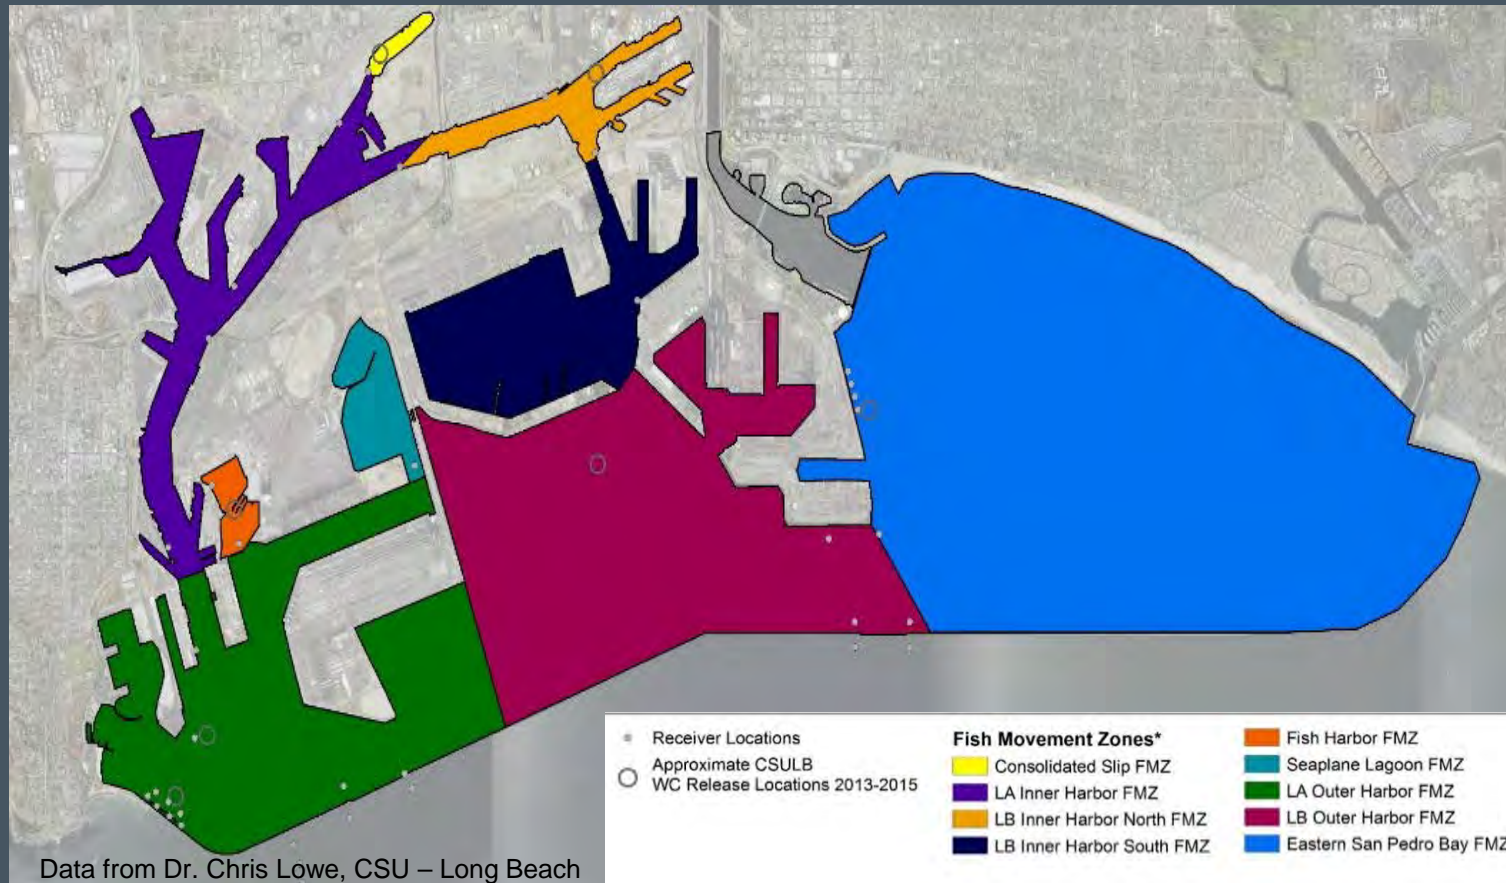 Receiver Locations
Approximate CSULB
WC Release Locations 2013-2015
Fish Movement Zones*
Consolidated Slip FMZ
LA Inner Harbor FMZ
LB Inner Harbor North FMZ
LB Inner Harbor South FMZ
Fish Harbor FMZ
Seaplane Lagoon FMZ
LA Outer Harbor FMZ
LB Outer Harbor FMZ
Eastern San Pedro Bay FMZ
Data from Dr. Chris Lowe, CSU – Long Beach